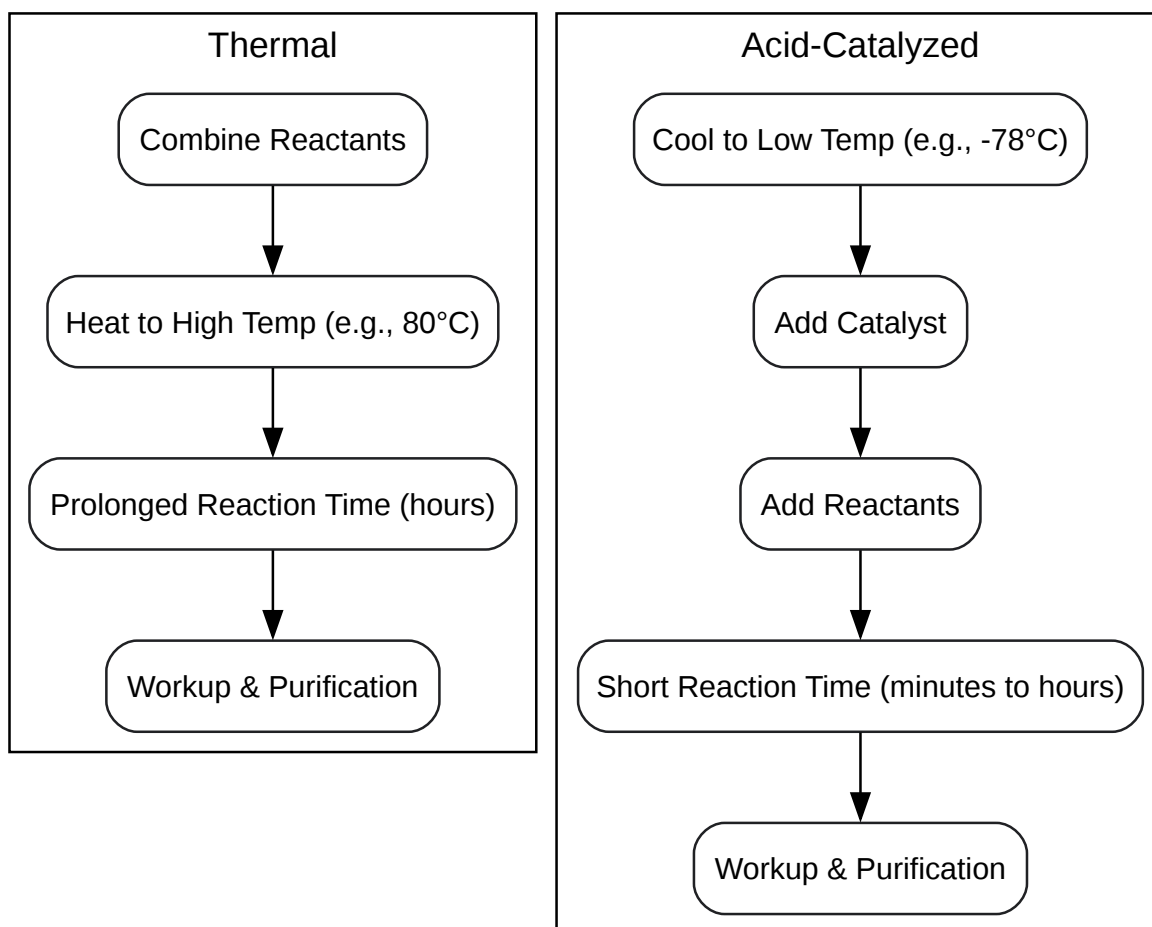 Thermal
Combine Reactants
Heat to High Temp (e.g., 80°C)
Prolonged Reaction Time (hours)
Workup & Purification
Acid-Catalyzed
Cool to Low Temp (e.g., -78°C)
Add Catalyst
Add Reactants
Short Reaction Time (minutes to hours)
Workup & Purification